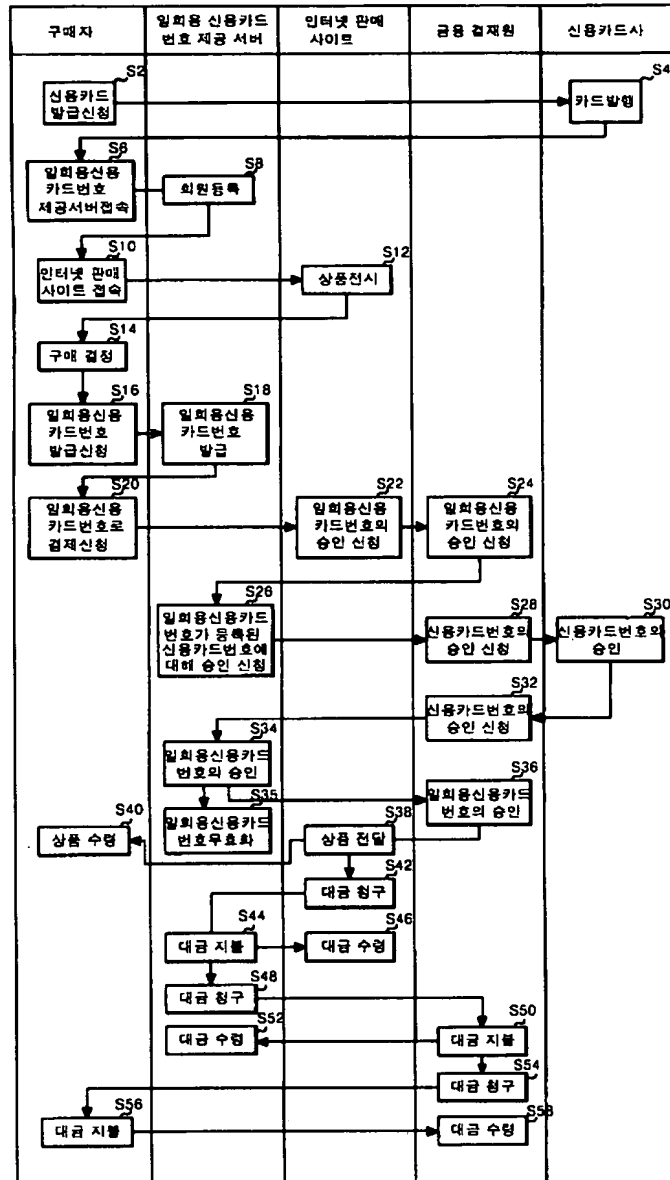 구매자
일회용 신용카드
번호 제공 서버
인터넷 판매
사이트
금융 결재원
신용카드사
S2
신용카드
발급신청
S4
카드발행
S6
일회용신용
카드번호
제공서버접속
S8
회원등록
S10
인터넷 판매
사이트 접속
S12
상품전시
S14
구매 결정
S16
일회용신용
카드번호
발급신청
S18
일회용신용
카드번호
발급
S20
일회용신용
카드번호로
결제신청
S22
일회용신용
카드번호의
승인 신청
S24
일회용신용
카드번호의
승인 신청
S26
일회용신용카드
번호가 등록된
신용카드번호에
대해 승인 신청
S28
신용카드번호의
승인 신청
S30
신용카드번호의
승인
S32
신용카드번호의
승인 신청
S34
일회용신용카드
번호의 승인
S35
일회용신용카드
번호무효화
S36
일회용신용카드
번호의 승인
S38
상품 전달
S40
상품 수령
S42
대금 청구
S44
대금 지불
S46
대금 수령
S48
대금 청구
S50
대금 지불
S52
대금 수령
S54
대금 청구
S56
대금 지불
S58
대금 수령